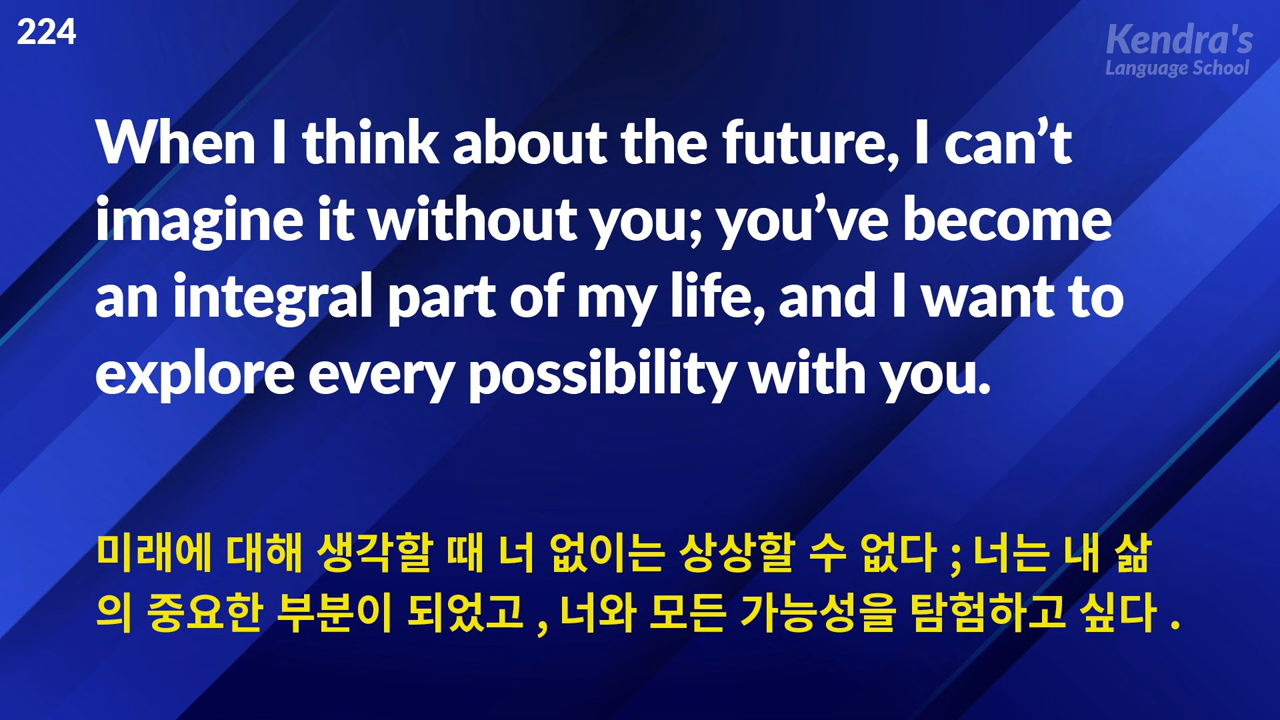 224
Kendra's
Language School
When I think about the future, I can’t
imagine it without you; you’ve become
an integral part of my life, and I want to
explore every possibility with you.
미래에 대해 생각할 때 너 없이는 상상할 수 없다 ; 너는 내 삶
의 중요한 부분이 되었고 , 너와 모든 가능성을 탐험하고 싶다 .